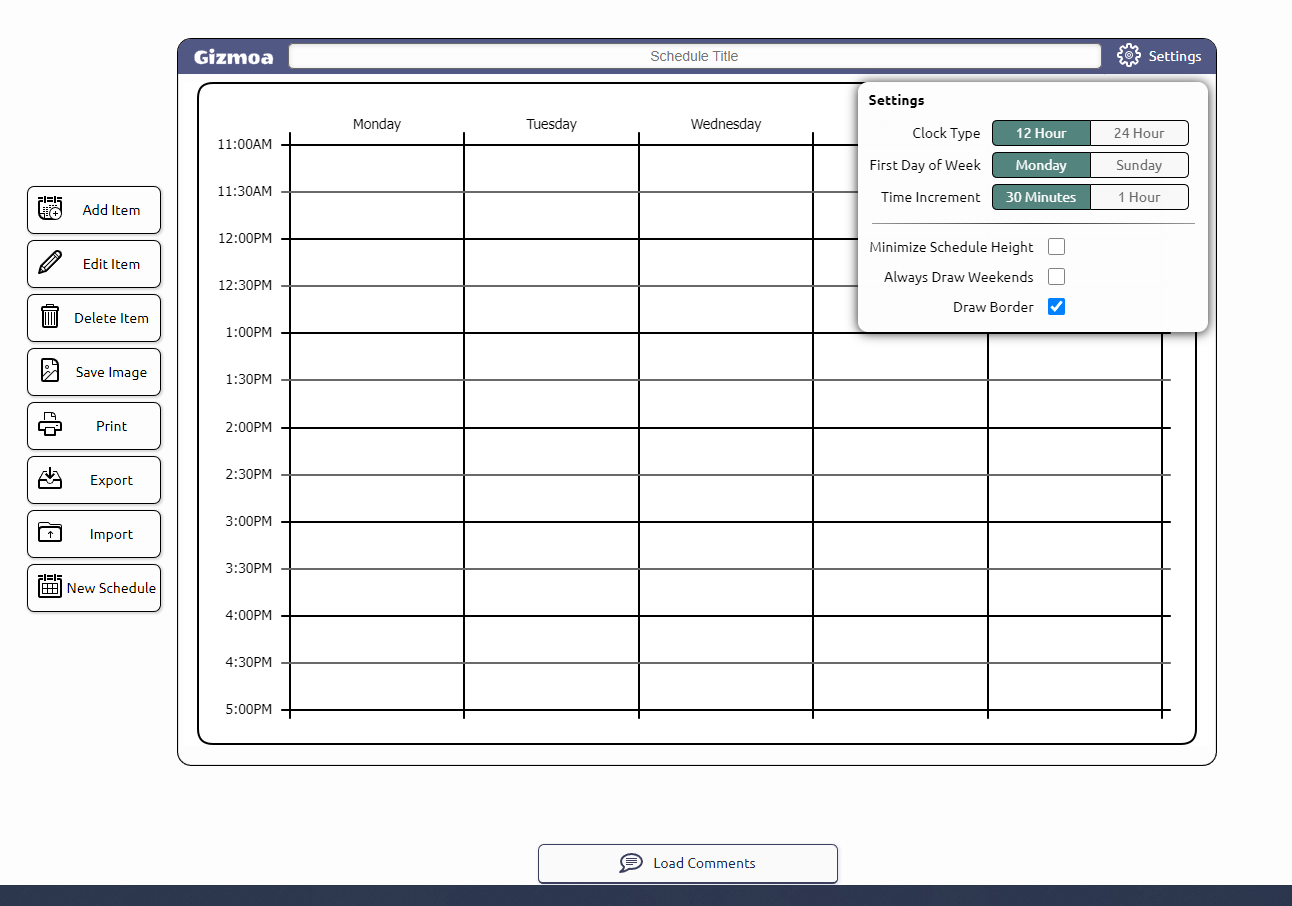 Gizmoa Schedule Title Settings
Settings
Clock Type 12 Hour 24 Hour
First Day of Week Monday Sunday
Time Increment 30 Minutes 1 Hour
Minimize Schedule Height
Always Draw Weekends
Draw Border
Add Item
Edit Item
Delete Item
Save Image
Print
Export
Import
New Schedule
Monday Tuesday Wednesday
11:00AM
11:30AM
12:00PM
12:30PM
1:00PM
1:30PM
2:00PM
2:30PM
3:00PM
3:30PM
4:00PM
4:30PM
5:00PM
Load Comments